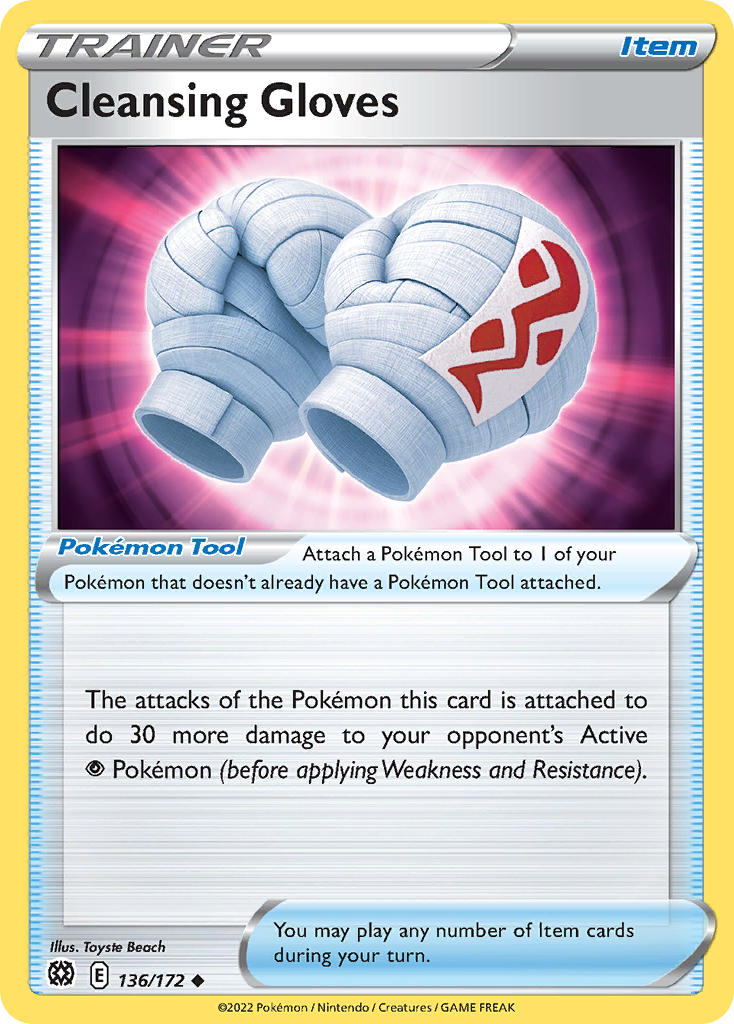 TRAINER
Item
Cleansing Gloves
Pokémon Tool
Attach a Pokémon Tool to 1 of your
Pokémon that doesn't already have a Pokémon Tool attached.
The attacks of the Pokémon this card is attached to
do 30 more damage to your opponent's Active
Pokémon (before applying Weakness and Resistance).
You may play any number of Item cards
during your turn.
Illus. Toyste Beach
E 136/172
©2022 Pokémon / Nintendo / Creatures / GAME FREAK